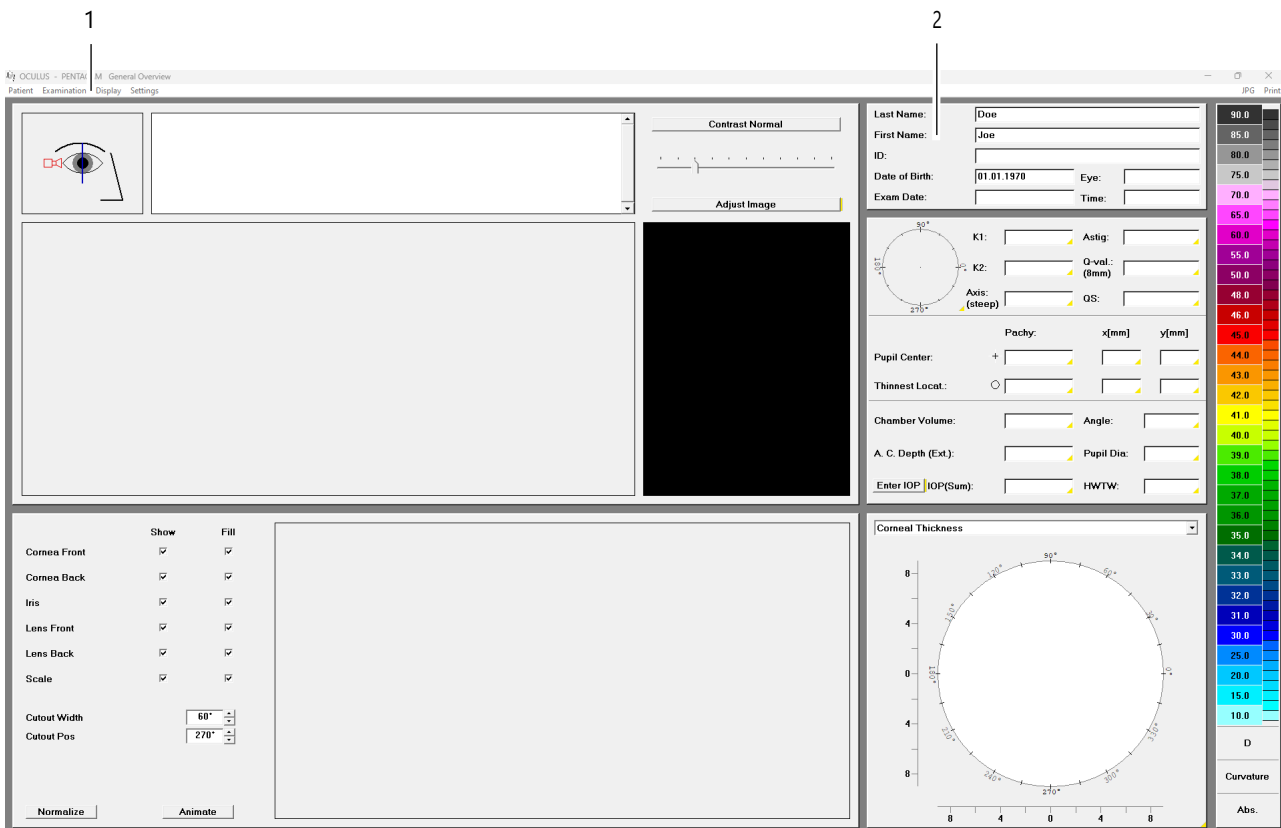 1
2
OCULUS - PENTA M General Overview
Patient Examination Display Settings
JPG Print
Contrast Normal
Adjust Image
Last Name: Doe
First Name: Joe
ID:
Date of Birth: 01.01.1970 Eye:
Exam Date: Time:
90°
180°
0°
270°
K1: Astig:
K2: Q-val.:
(8mm)
Axis:
(steep) QS:
Pachy: x[mm] y[mm]
Pupil Center: +
Thinnest Locat.:
Chamber Volume: Angle:
A. C. Depth (Ext.): Pupil Dia:
Enter IOP IOP(Sum): HWTW:
Show Fill
Cornea Front
Cornea Back
Iris
Lens Front
Lens Back
Scale
Cutout Width 60°
Cutout Pos 270°
Normalize Animate
Corneal Thickness
90°
120° 60°
150° 30°
180° 0°
210° 330°
240° 300°
270°
8
4
0
4
8
8 4 0 4 8
90.0
85.0
80.0
75.0
70.0
65.0
60.0
55.0
50.0
48.0
46.0
45.0
44.0
43.0
42.0
41.0
40.0
39.0
38.0
37.0
36.0
35.0
34.0
33.0
32.0
31.0
30.0
25.0
20.0
15.0
10.0
D
Curvature
Abs.